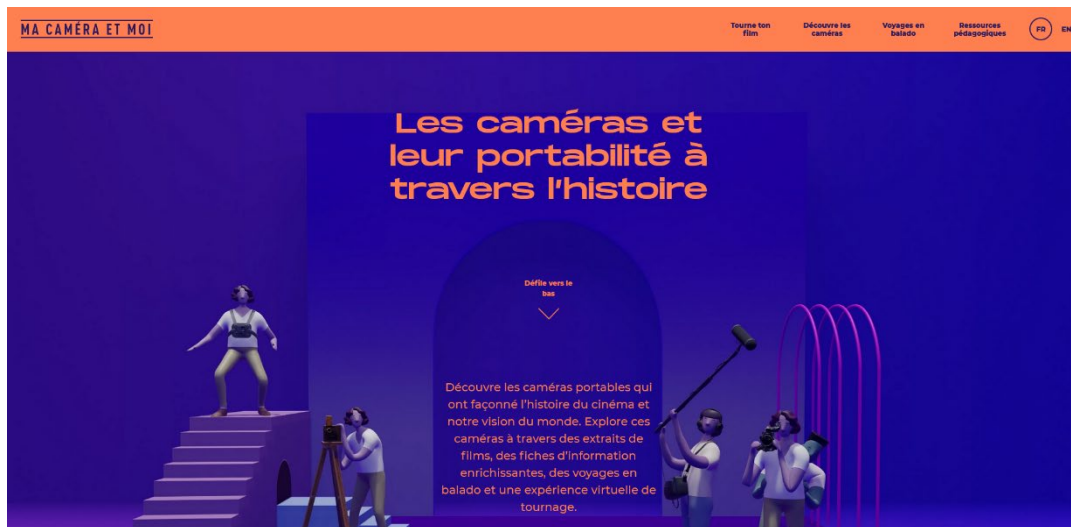 MA CAMÉRA ET MOI
Tourne ton
film
Découvre les
caméras
Voyages en
balado
Ressources
pédagogiques
FR
EN
Les caméras et
leur portabilité à
travers l'histoire
Défile vers le
bas
Découvre les caméras portables qui
ont façonné l'histoire du cinéma et
notre vision du monde. Explore ces
caméras à travers des extraits de
films, des fiches d'information
enrichissantes, des voyages en
balado et une expérience virtuelle de
tournage.